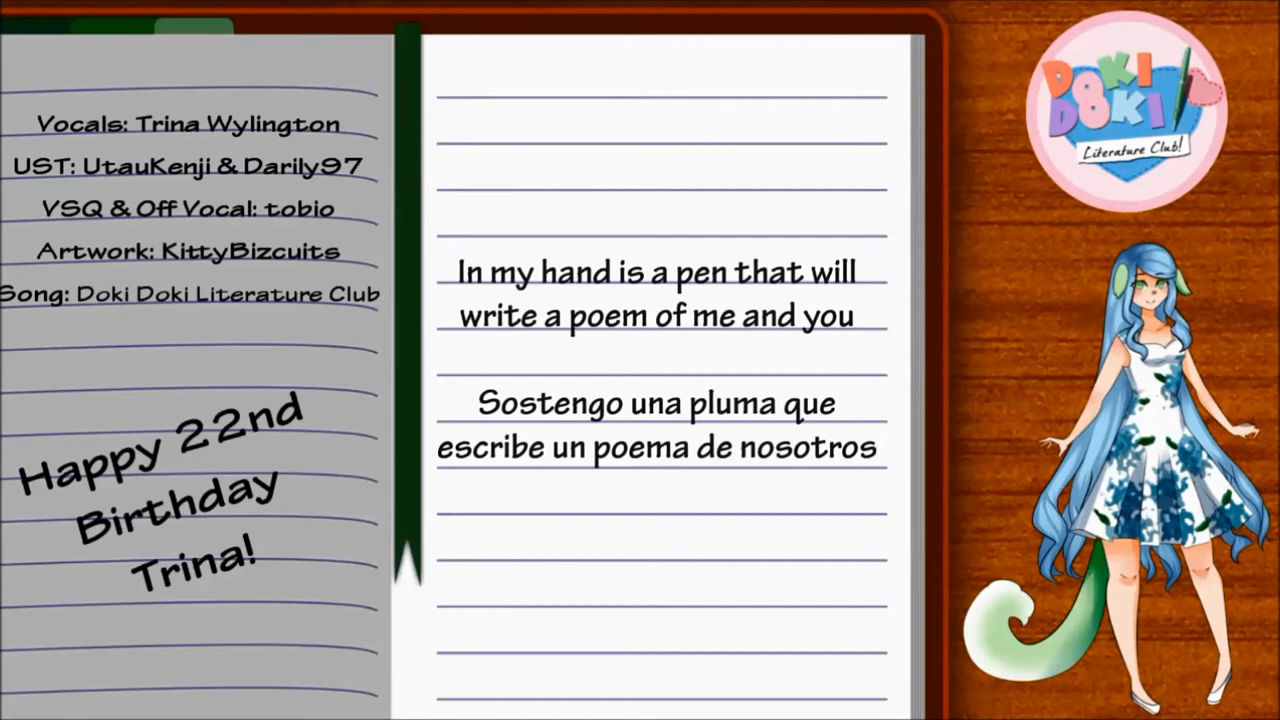 Vocals: Trina Wylington
UST: UtauKenji & Darily97
VSQ & Off Vocal: tobio
Artwork: KittyBizcuits
Song: Doki Doki Literature Club
Happy 22nd
Birthday
Trina!
In my hand is a pen that will
write a poem of me and you
Sostengo una pluma que
escribe un poema de nosotros
DOKI
DOKI
Literature Club!